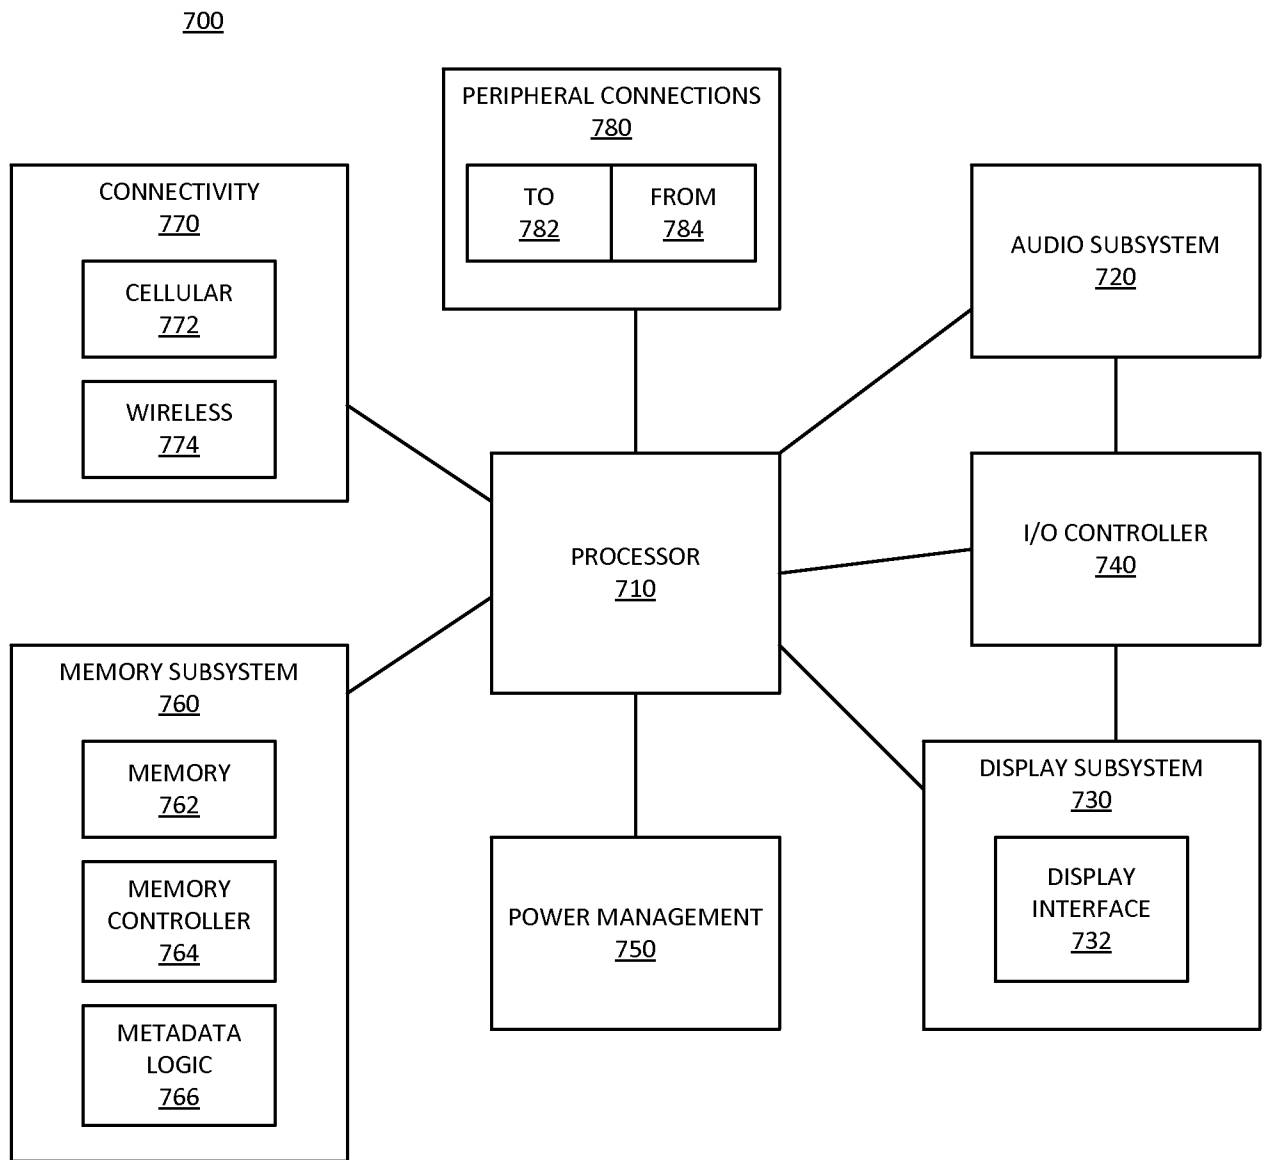 700
PERIPHERAL CONNECTIONS
780
TO
782
FROM
784
CONNECTIVITY
770
CELLULAR
772
WIRELESS
774
AUDIO SUBSYSTEM
720
PROCESSOR
710
I/O CONTROLLER
740
MEMORY SUBSYSTEM
760
MEMORY
762
MEMORY
CONTROLLER
764
METADATA
LOGIC
766
POWER MANAGEMENT
750
DISPLAY SUBSYSTEM
730
DISPLAY
INTERFACE
732